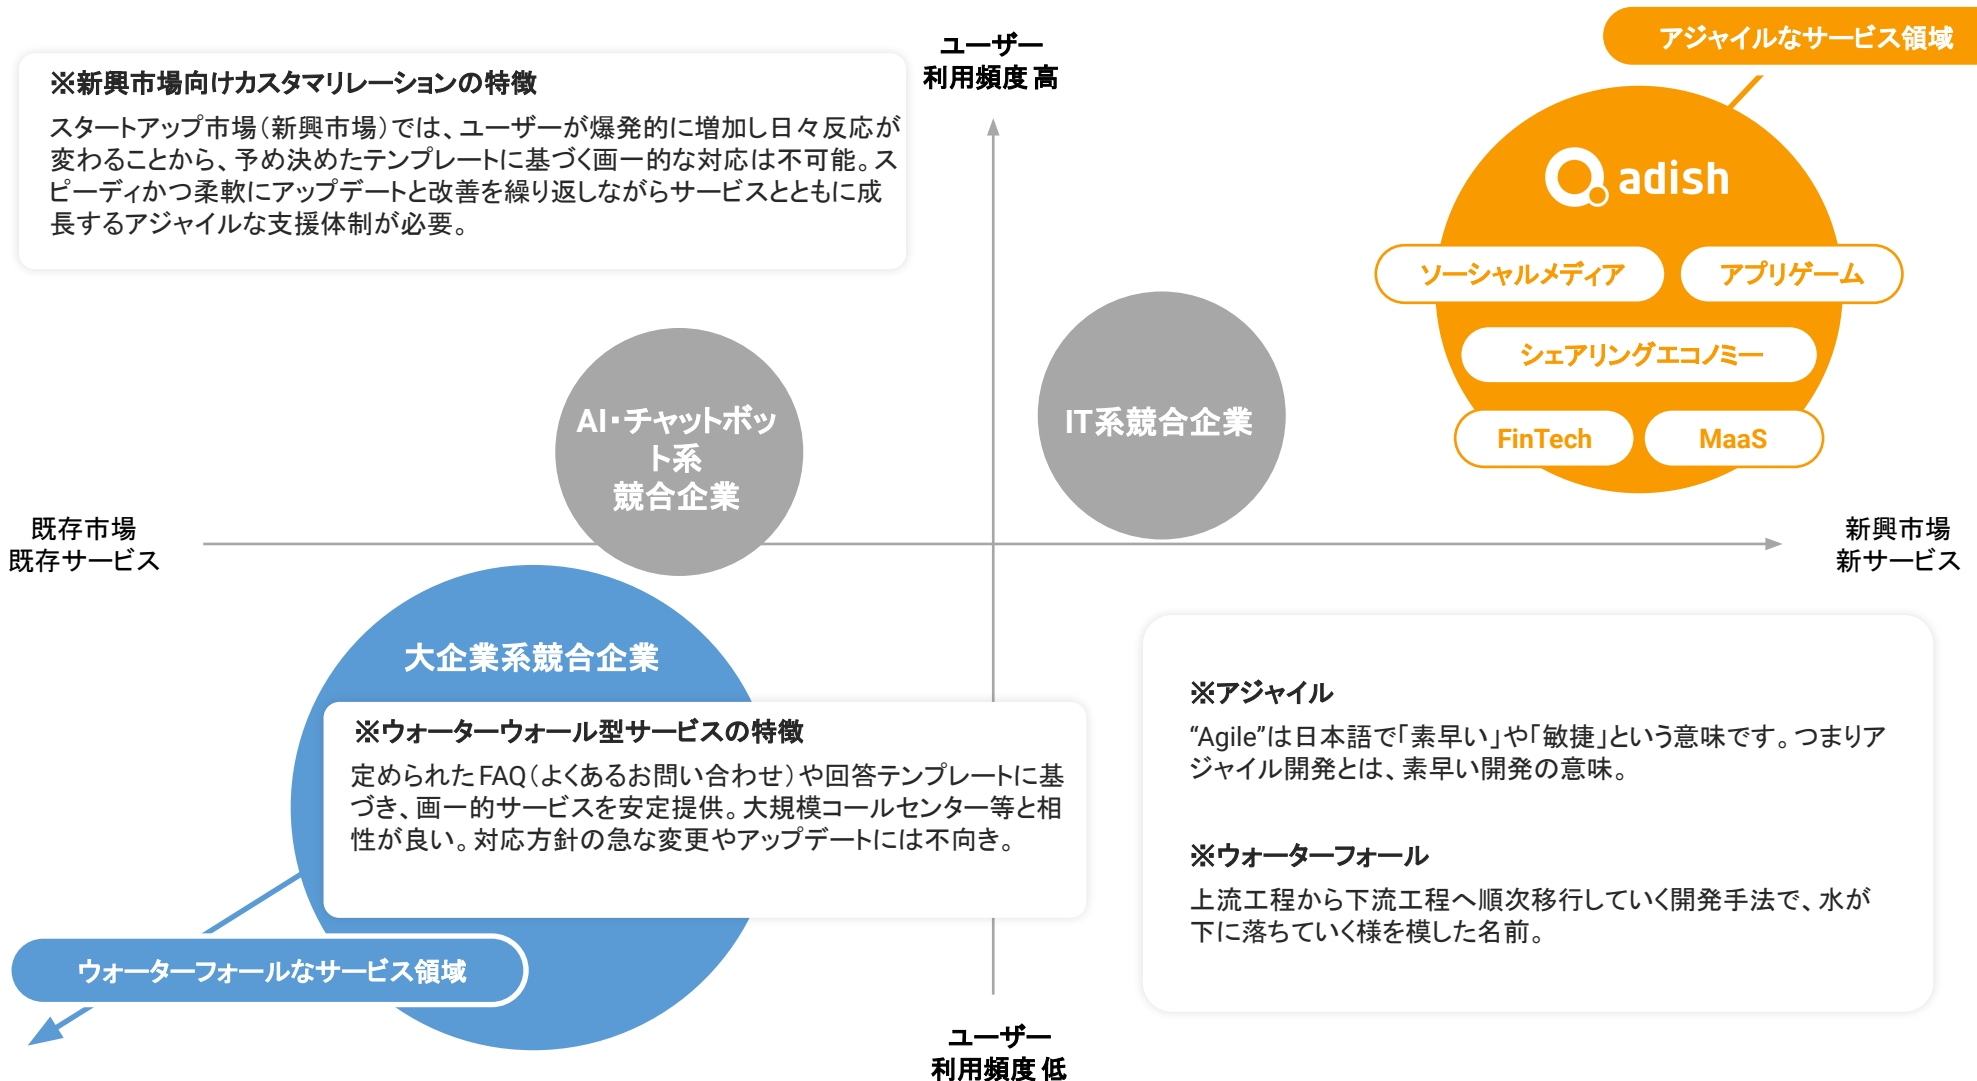 アジャイルなサービス領域
ユーザー
利用頻度 高
※新興市場向けカスタマリレーションの特徴
スタートアップ市場(新興市場)では、ユーザーが爆発的に増加し日々反応が
変わることから、予め決めたテンプレートに基づく画一的な対応は不可能。ス
ピーディかつ柔軟にアップデートと改善を繰り返しながらサービスとともに成
長するアジャイルな支援体制が必要。
adish
ソーシャルメディア
アプリゲーム
シェアリングエコノミー
FinTech
MaaS
AI・チャットボッ
ト系
競合企業
IT系競合企業
既存市場
既存サービス
新興市場
新サービス
大企業系競合企業
※ウォーターウォール型サービスの特徴
定められたFAQ(よくあるお問い合わせ)や回答テンプレートに基
づき、画一的サービスを安定提供。大規模コールセンター等と相
性が良い。対応方針の急な変更やアップデートには不向き。
※アジャイル
“Agile”は日本語で「素早い」や「敏捷」という意味です。つまりア
ジャイル開発とは、素早い開発の意味。
※ウォーターフォール
上流工程から下流工程へ順次移行していく開発手法で、水が
下に落ちていく様を模した名前。
ウォーターフォールなサービス領域
ユーザー
利用頻度 低